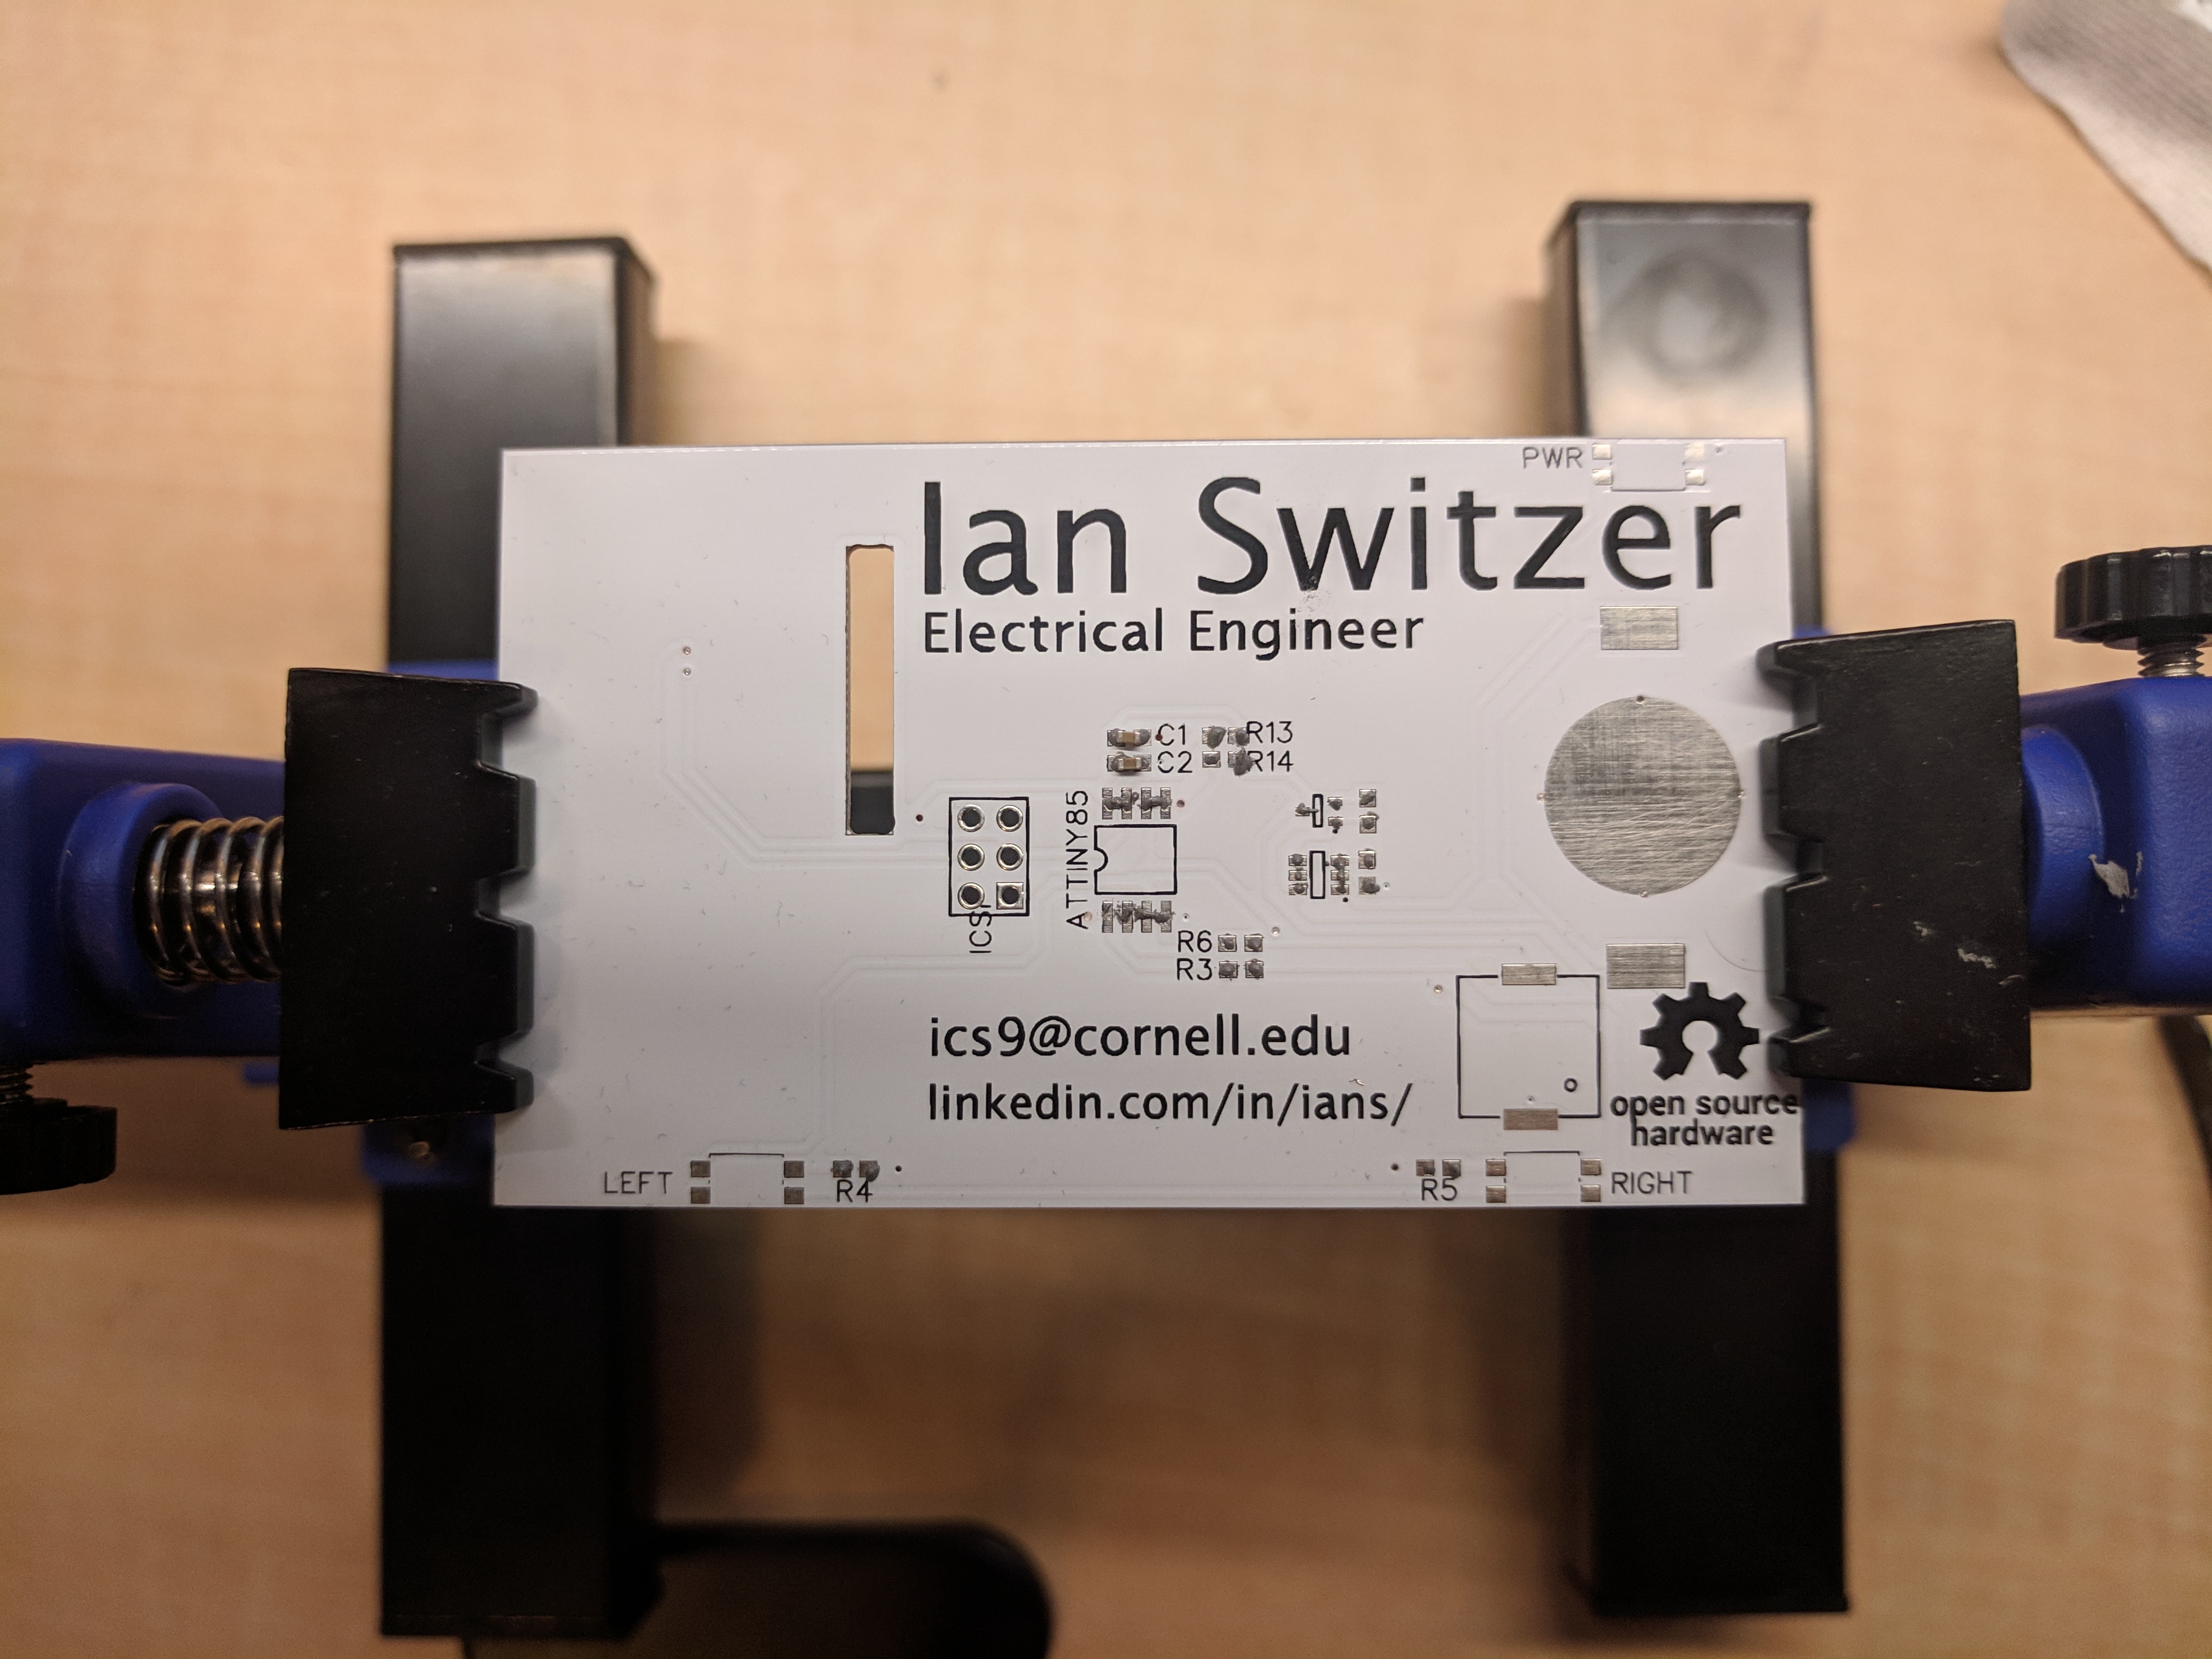 PWR
Ian Switzer
Electrical Engineer
C1 R13
C2 R14
ATTINY85
ICSP
R6
R3
ics9@cornell.edu
linkedin.com/in/ians/
open source
hardware
LEFT R4 R5 RIGHT